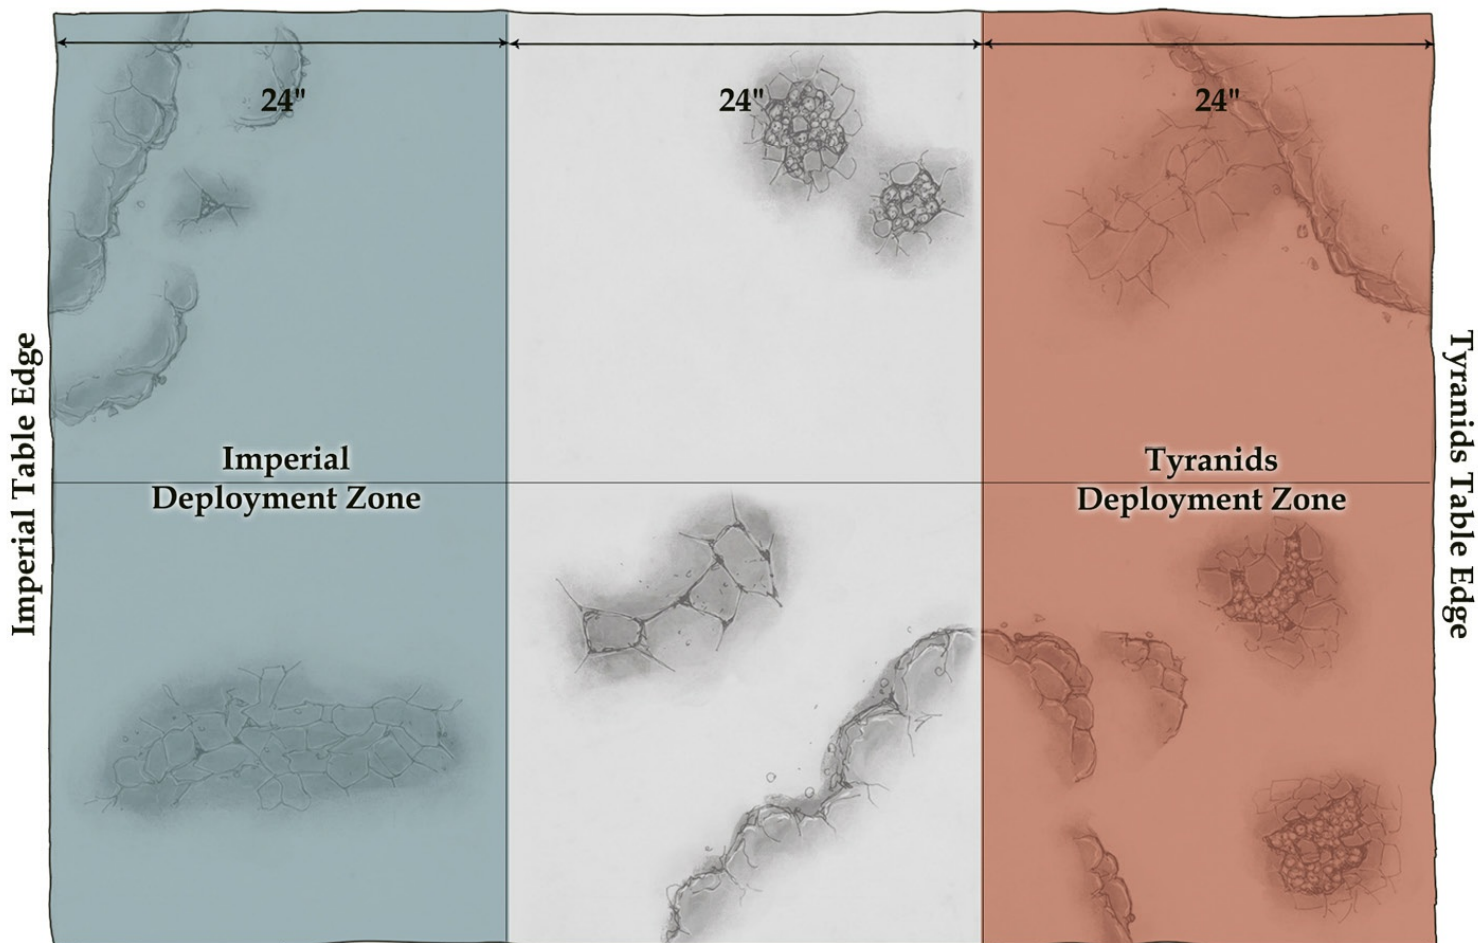 24"
24"
24"
Imperial Table Edge
Imperial
Deployment Zone
Tyranids
Deployment Zone
Tyranids Table Edge